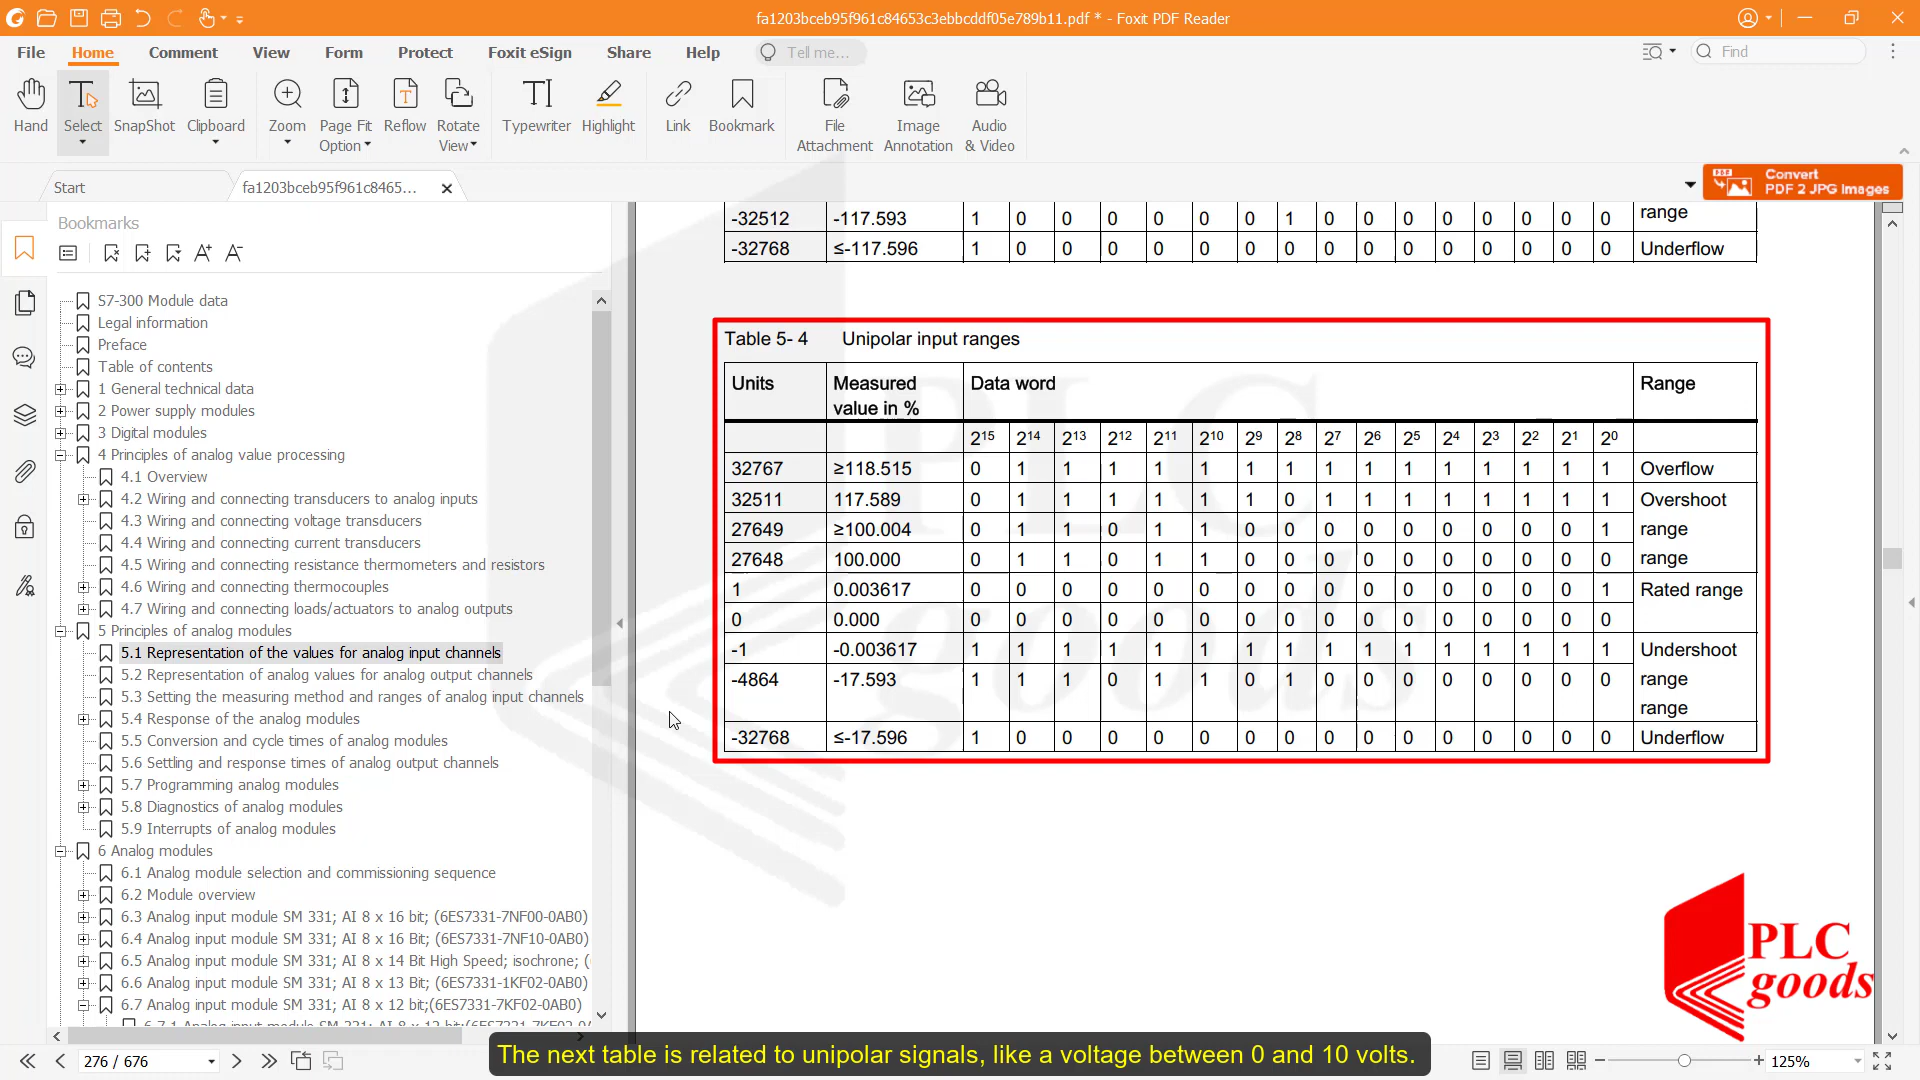 fa1203bceb95f961c84653c3ebbcddf05e789b11.pdf * - Foxit PDF Reader
File Home Comment View Form Protect Foxit eSign Share Help Tell me... Find
Hand Select SnapShot Clipboard Zoom Page Fit Option Reflow Rotate View Typewriter Highlight Link Bookmark File Attachment Image Annotation Audio & Video
Start fa1203bceb95f961c8465...
PDF Convert PDF 2 JPG Images
Bookmarks
S7-300 Module data
Legal information
Preface
Table of contents
1 General technical data
2 Power supply modules
3 Digital modules
4 Principles of analog value processing
4.1 Overview
4.2 Wiring and connecting transducers to analog inputs
4.3 Wiring and connecting voltage transducers
4.4 Wiring and connecting current transducers
4.5 Wiring and connecting resistance thermometers and resistors
4.6 Wiring and connecting thermocouples
4.7 Wiring and connecting loads/actuators to analog outputs
5 Principles of analog modules
5.1 Representation of the values for analog input channels
5.2 Representation of analog values for analog output channels
5.3 Setting the measuring method and ranges of analog input channels
5.4 Response of the analog modules
5.5 Conversion and cycle times of analog modules
5.6 Settling and response times of analog output channels
5.7 Programming analog modules
5.8 Diagnostics of analog modules
5.9 Interrupts of analog modules
6 Analog modules
6.1 Analog module selection and commissioning sequence
6.2 Module overview
6.3 Analog input module SM 331; AI 8 x 16 bit; (6ES7331-7NF00-0AB0)
6.4 Analog input module SM 331; AI 8 x 16 Bit; (6ES7331-7NF10-0AB0)
6.5 Analog input module SM 331; AI 8 x 14 Bit High Speed; isochrone; (
6.6 Analog input module SM 331; AI 8 x 13 Bit; (6ES7331-1KF02-0AB0)
6.7 Analog input module SM 331; AI 8 x 12 bit;(6ES7331-7KF02-0AB0)
-32512 -117.593 1 0 0 0 0 0 0 1 0 0 0 0 0 0 0 0 range
-32768 ≤-117.596 1 0 0 0 0 0 0 0 0 0 0 0 0 0 0 0 Underflow
Table 5- 4 Unipolar input ranges
Units Measured value in % Data word Range
2¹⁵ 2¹⁴ 2¹³ 2¹² 2¹¹ 2¹⁰ 2⁹ 2⁸ 2⁷ 2⁶ 2⁵ 2⁴ 2³ 2² 2¹ 2⁰
32767 ≥118.515 0 1 1 1 1 1 1 1 1 1 1 1 1 1 1 1 Overflow
32511 117.589 0 1 1 1 1 1 1 0 1 1 1 1 1 1 1 1 Overshoot
27649 ≥100.004 0 1 1 0 1 1 0 0 0 0 0 0 0 0 0 1 range
27648 100.000 0 1 1 0 1 1 0 0 0 0 0 0 0 0 0 0 range
1 0.003617 0 0 0 0 0 0 0 0 0 0 0 0 0 0 0 1 Rated range
0 0.000 0 0 0 0 0 0 0 0 0 0 0 0 0 0 0 0
-1 -0.003617 1 1 1 1 1 1 1 1 1 1 1 1 1 1 1 1 Undershoot
-4864 -17.593 1 1 1 0 1 1 0 1 0 0 0 0 0 0 0 0 range
range
-32768 ≤-17.596 1 0 0 0 0 0 0 0 0 0 0 0 0 0 0 0 Underflow
PLC
goods
PLC
goods
The next table is related to unipolar signals, like a voltage between 0 and 10 volts.
276 / 676 125%